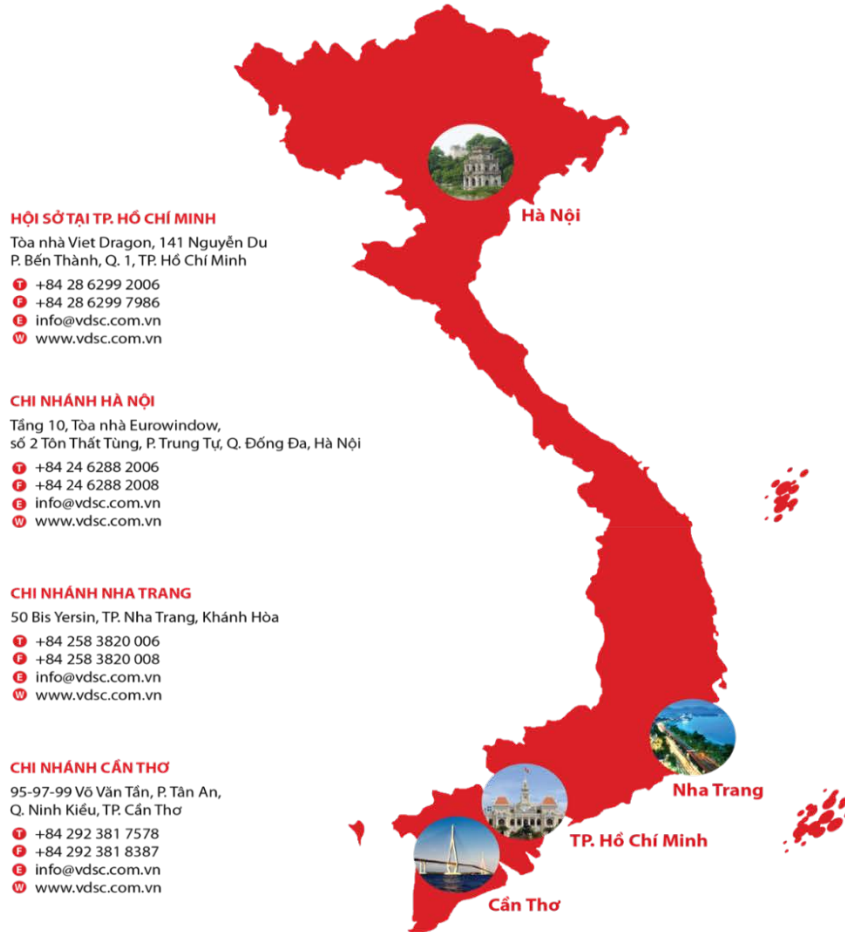 HỘI SỞ TẠI TP. HỒ CHÍ MINH
Tòa nhà Viet Dragon, 141 Nguyễn Du
P. Bến Thành, Q. 1, TP. Hồ Chí Minh
T +84 28 6299 2006
F +84 28 6299 7986
E info@vdsc.com.vn
W www.vdsc.com.vn
CHI NHÁNH HÀ NỘI
Tầng 10, Tòa nhà Eurowindow,
số 2 Tôn Thất Tùng, P. Trung Tự, Q. Đống Đa, Hà Nội
T +84 24 6288 2006
F +84 24 6288 2008
E info@vdsc.com.vn
W www.vdsc.com.vn
CHI NHÁNH NHA TRANG
50 Bis Yersin, TP. Nha Trang, Khánh Hòa
T +84 258 3820 006
F +84 258 3820 008
E info@vdsc.com.vn
W www.vdsc.com.vn
CHI NHÁNH CẦN THƠ
95-97-99 Võ Văn Tần, P. Tân An,
Q. Ninh Kiều, TP. Cần Thơ
T +84 292 381 7578
F +84 292 381 8387
E info@vdsc.com.vn
W www.vdsc.com.vn
Hà Nội
Nha Trang
TP. Hồ Chí Minh
Cần Thơ